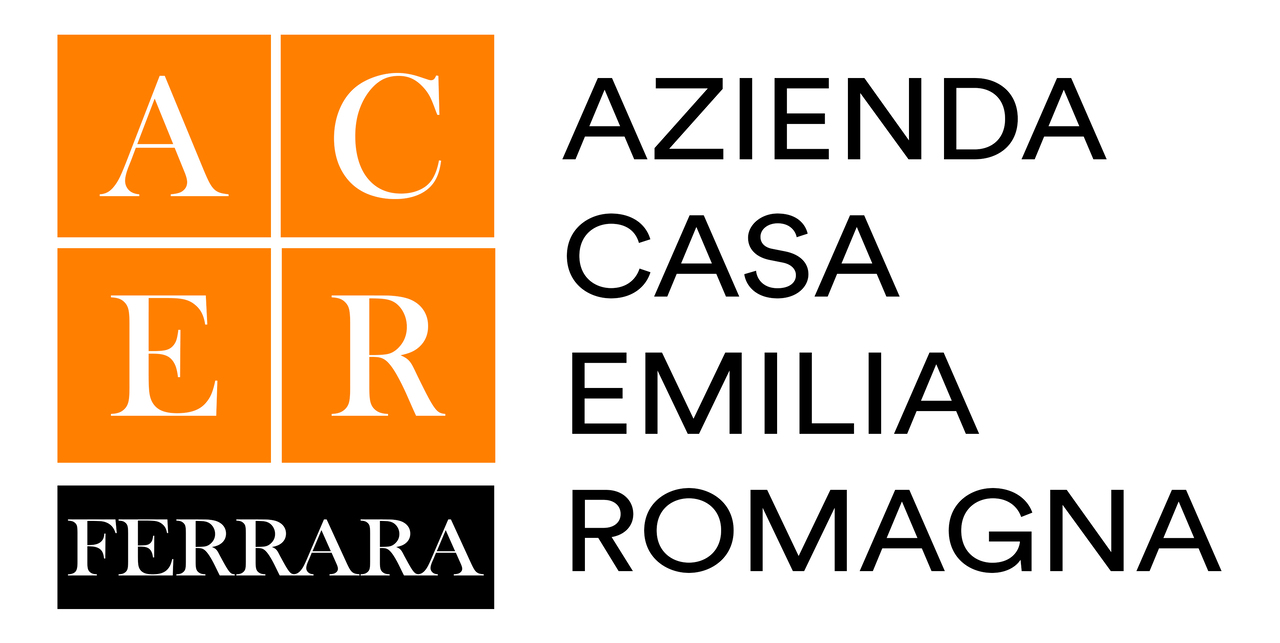 A C
E R
FERRARA
AZIENDA
CASA
EMILIA
ROMAGNA